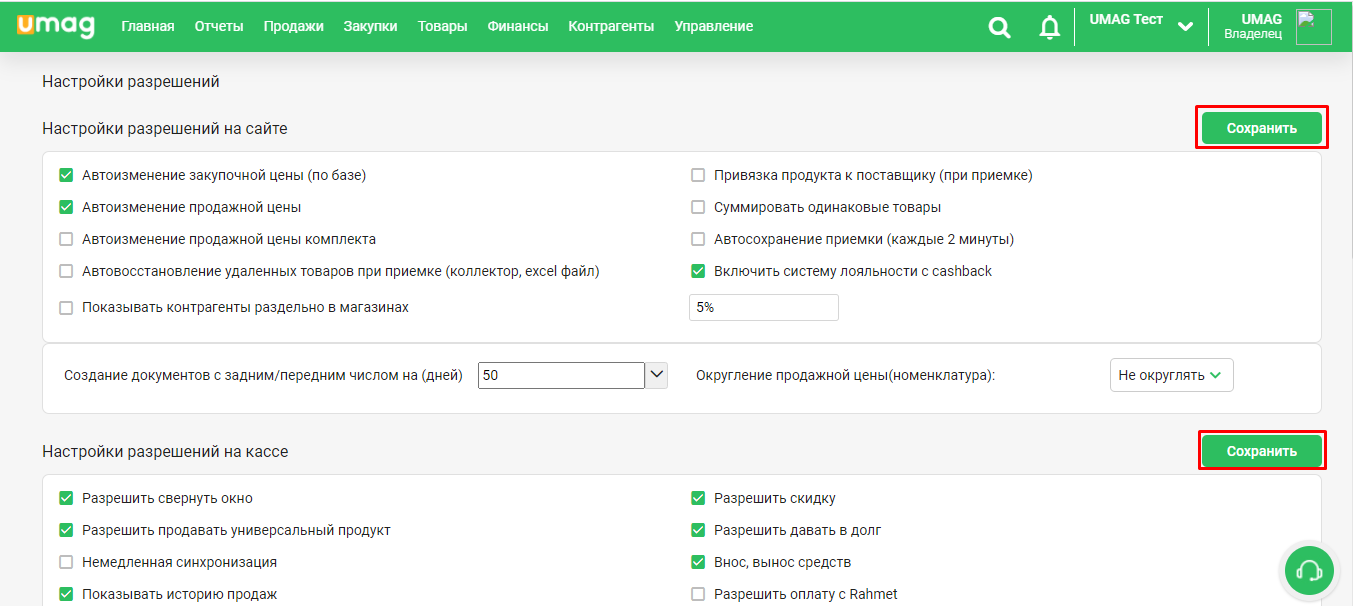 umag Главная Отчеты Продажи Закупки Товары Финансы Контрагенты Управление UMAG Тест UMAG
Владелец
Настройки разрешений
Настройки разрешений на сайте Сохранить
Автоизменение закупочной цены (по базе) Привязка продукта к поставщику (при приемке)
Автоизменение продажной цены Суммировать одинаковые товары
Автоизменение продажной цены комплекта Автосохранение приемки (каждые 2 минуты)
Автовосстановление удаленных товаров при приемке (коллектор, excel файл) Включить систему лояльности с cashback
Показывать контрагенты раздельно в магазинах 5%
Создание документов с задним/передним числом на (дней) 50 Округление продажной цены(номенклатура): Не округлять
Настройки разрешений на кассе Сохранить
Разрешить свернуть окно Разрешить скидку
Разрешить продавать универсальный продукт Разрешить давать в долг
Немедленная синхронизация Внос, вынос средств
Показывать историю продаж Разрешить оплату с Rahmet